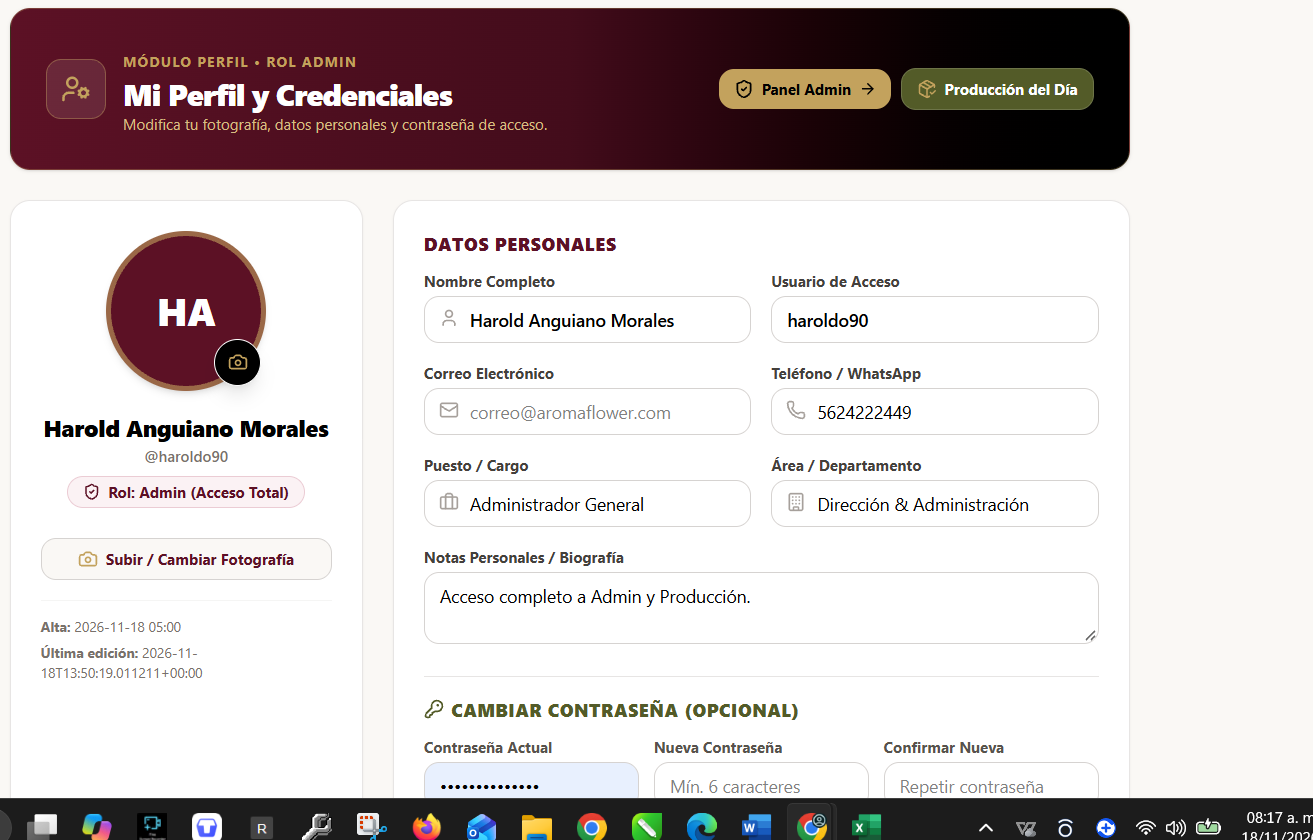 MÓDULO PERFIL • ROL ADMIN
Mi Perfil y Credenciales
Modifica tu fotografía, datos personales y contraseña de acceso.
Panel Admin →
Producción del Día
HA
Harold Anguiano Morales
@haroldo90
Rol: Admin (Acceso Total)
Subir / Cambiar Fotografía
Alta: 2026-11-18 05:00
Última edición: 2026-11-
18T13:50:19.011211+00:00
DATOS PERSONALES
Nombre Completo
Harold Anguiano Morales
Usuario de Acceso
haroldo90
Correo Electrónico
correo@aromaflower.com
Teléfono / WhatsApp
5624222449
Puesto / Cargo
Administrador General
Área / Departamento
Dirección & Administración
Notas Personales / Biografía
Acceso completo a Admin y Producción.
CAMBIAR CONTRASEÑA (OPCIONAL)
Contraseña Actual
••••••••••••••
Nueva Contraseña
Mín. 6 caracteres
Confirmar Nueva
Repetir contraseña
R
08:17 a. m.